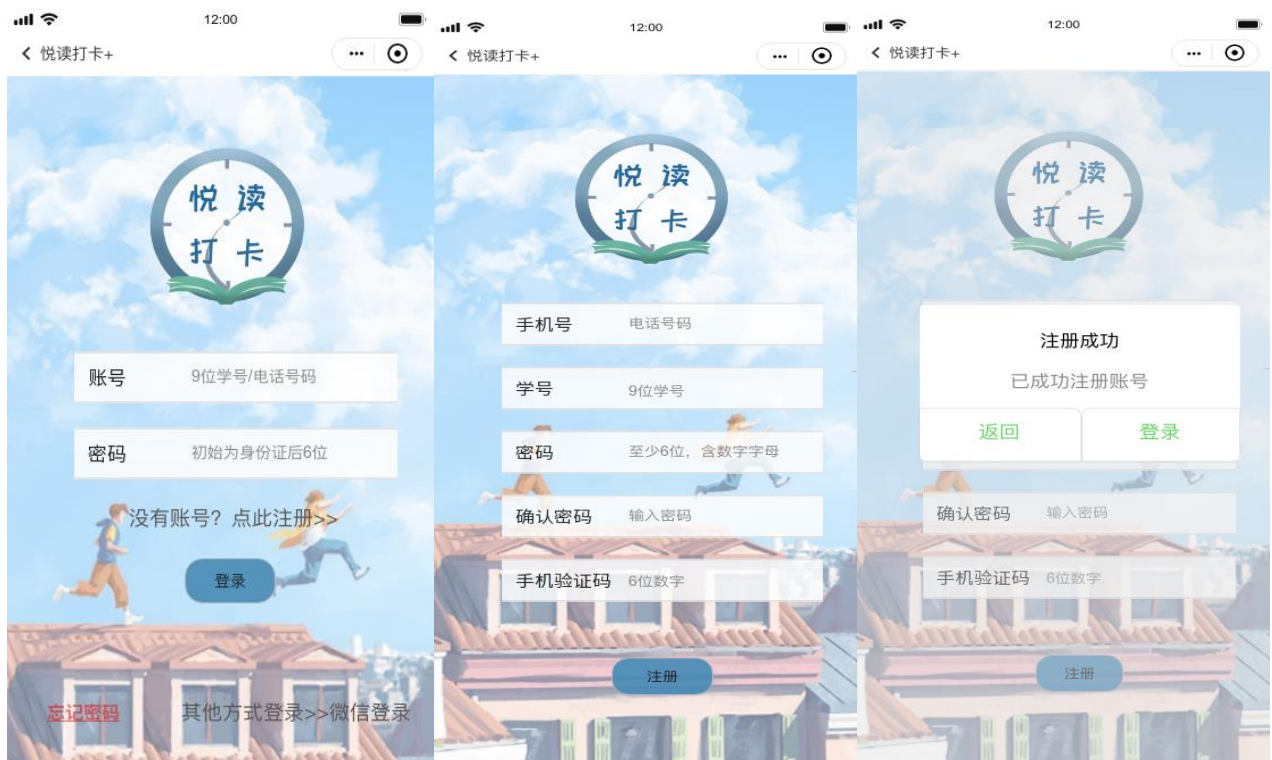 12:00
悦读打卡+
悦 读
打 卡
账号 9位学号/电话号码
密码 初始为身份证后6位
没有账号？点此注册>>
登录
忘记密码
其他方式登录>>微信登录
12:00
悦读打卡+
悦 读
打 卡
手机号 电话号码
学号 9位学号
密码 至少6位，含数字字母
确认密码 输入密码
手机验证码 6位数字
注册
12:00
悦读打卡+
悦 读
打 卡
注册成功
已成功注册账号
返回
登录
确认密码 输入密码
手机验证码 6位数字
注册